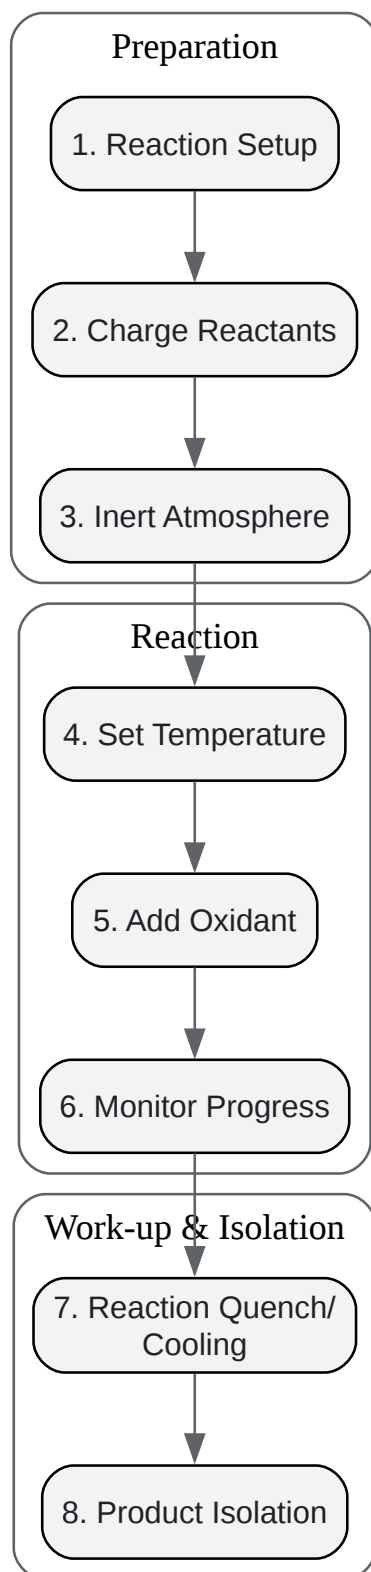 Preparation
1. Reaction Setup
2. Charge Reactants
3. Inert Atmosphere
Reaction
4. Set Temperature
5. Add Oxidant
6. Monitor Progress
Work-up & Isolation
7. Reaction Quench/
Cooling
8. Product Isolation